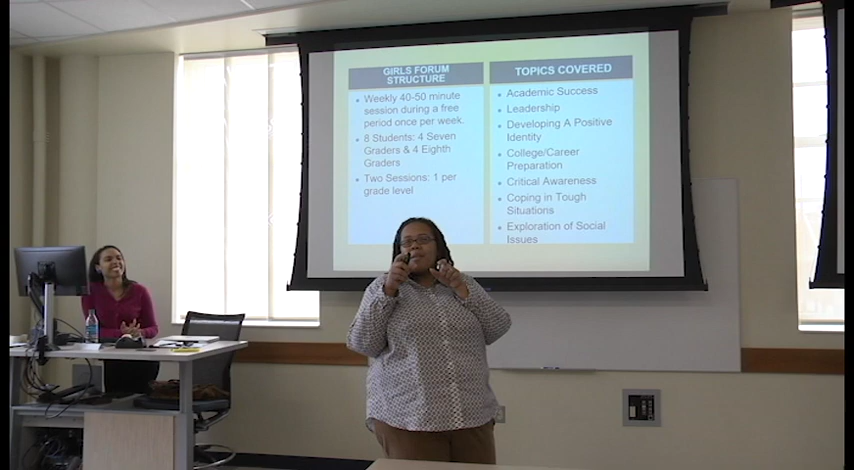 GIRLS FORUM
STRUCTURE
• Weekly 40-50 minute
session during a free
period once per week.
• 8 Students: 4 Seven
Graders & 4 Eighth
Graders
• Two Sessions: 1 per
grade level
TOPICS COVERED
• Academic Success
• Leadership
• Developing A Positive
Identity
• College/Career
Preparation
• Critical Awareness
• Coping in Tough
Situations
• Exploration of Social
Issues